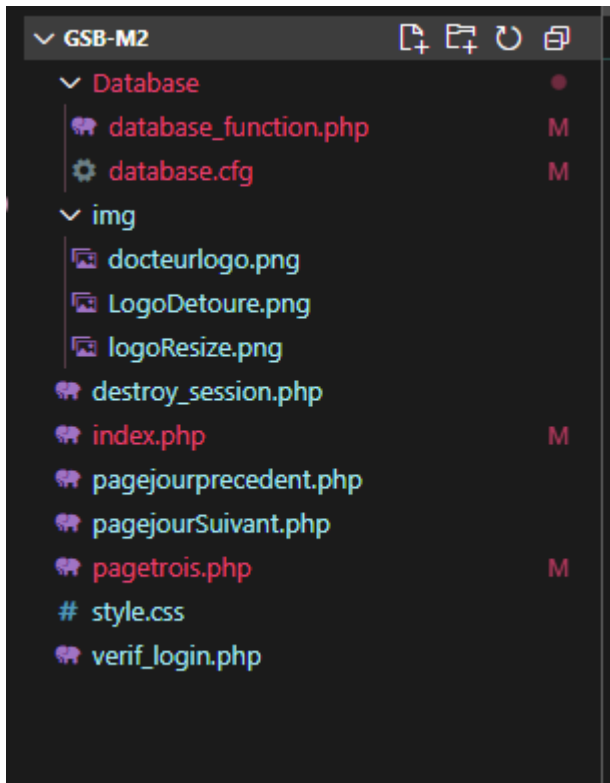 GSB-M2
Database
database_function.php M
database.cfg M
img
docteurlogo.png
LogoDetoure.png
logoResize.png
destroy_session.php
index.php M
pagejourprecedent.php
pagejourSuivant.php
pagetrois.php M
# style.css
verif_login.php